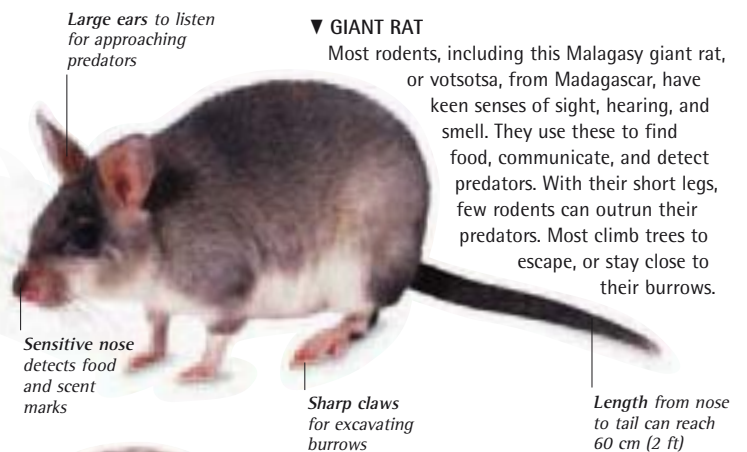 Large ears to listen
for approaching
predators
▼ GIANT RAT
Most rodents, including this Malagasy giant rat,
or votsotsa, from Madagascar, have
keen senses of sight, hearing, and
smell. They use these to find
food, communicate, and detect
predators. With their short legs,
few rodents can outrun their
predators. Most climb trees to
escape, or stay close to
their burrows.
Sensitive nose
detects food
and scent
marks
Sharp claws
for excavating
burrows
Length from nose
to tail can reach
60 cm (2 ft)